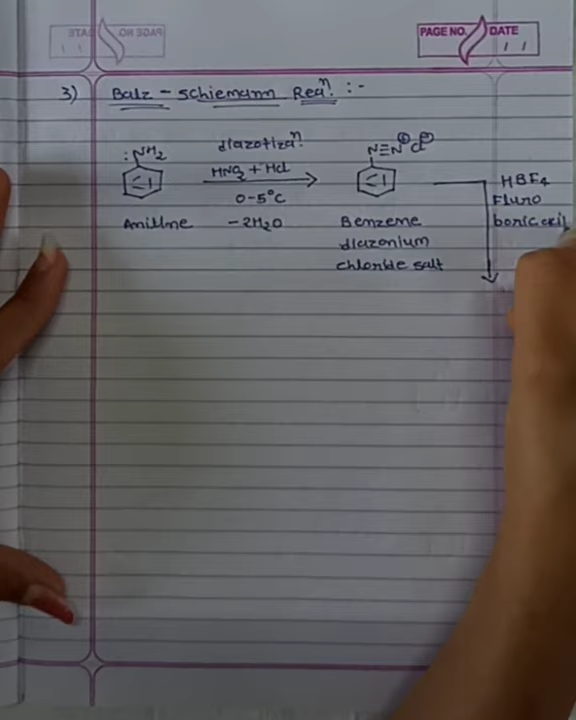 PAGE NO. DATE
/ /
3) Balz - Schiemann Reaⁿ. :-
:NH₂ diazotizaⁿ. N≡N⊕ Cl⊖
HNO₂ + Hcl HBF₄
0-5°C Fluro
Aniline -2H₂O Benzene boric acid
diazonium
chloride salt